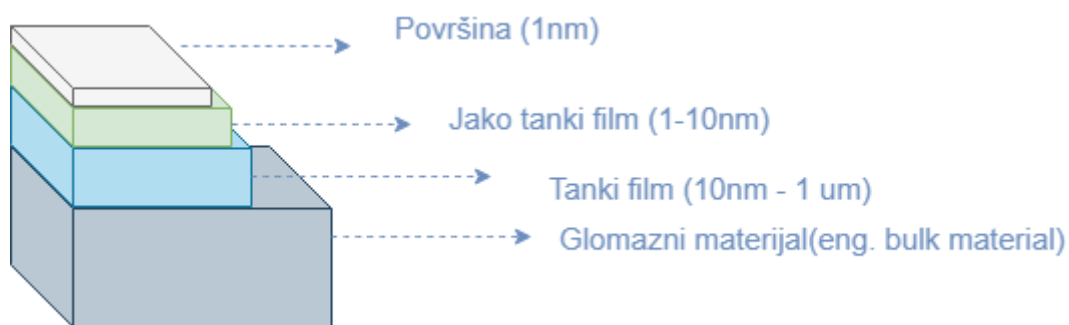 Površina (1nm)
Jako tanki film (1-10nm)
Tanki film (10nm - 1 um)
Glomazni materijal(eng. bulk material)